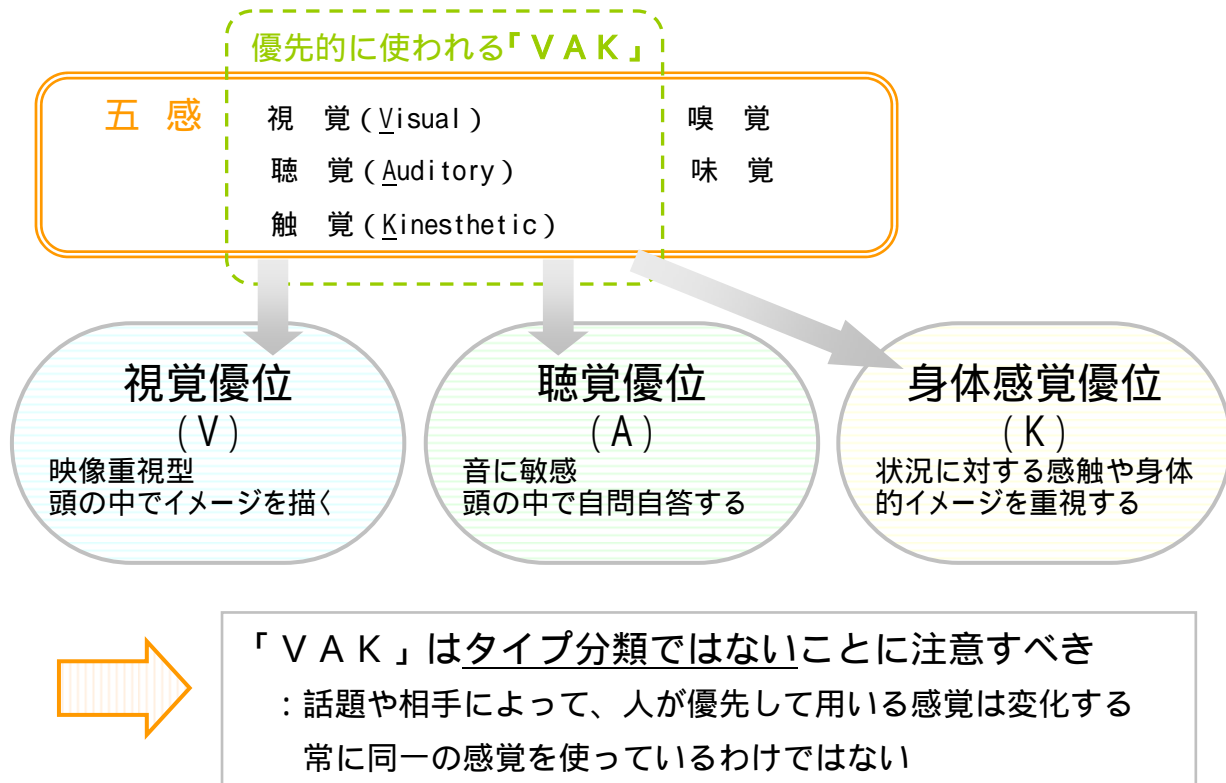 優先的に使われる「ＶＡＫ」
五 感
視 覚（Visual）
聴 覚（Auditory）
触 覚（Kinesthetic）
嗅 覚
味 覚
視覚優位
（V）
映像重視型
頭の中でイメージを描く
聴覚優位
（A）
音に敏感
頭の中で自問自答する
身体感覚優位
（K）
状況に対する感触や身体
的イメージを重視する
「ＶＡＫ」はタイプ分類ではないことに注意すべき
：話題や相手によって、人が優先して用いる感覚は変化する
常に同一の感覚を使っているわけではない